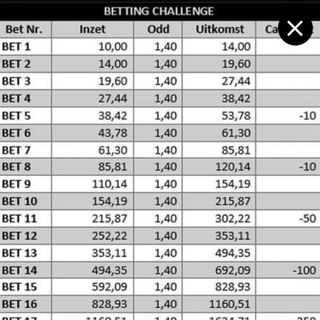 BETTING CHALLENGE
Bet Nr. Inzet Odd Uitkomst
BET 1 10,00 1,40 14,00
BET 2 14,00 1,40 19,60
BET 3 19,60 1,40 27,44
BET 4 27,44 1,40 38,42
BET 5 38,42 1,40 53,78 -10
BET 6 43,78 1,40 61,30
BET 7 61,30 1,40 85,81
BET 8 85,81 1,40 120,14 -10
BET 9 110,14 1,40 154,19
BET 10 154,19 1,40 215,87
BET 11 215,87 1,40 302,22 -50
BET 12 252,22 1,40 353,11
BET 13 353,11 1,40 494,35
BET 14 494,35 1,40 692,09 -100
BET 15 592,09 1,40 828,93
BET 16 828,93 1,40 1160,51